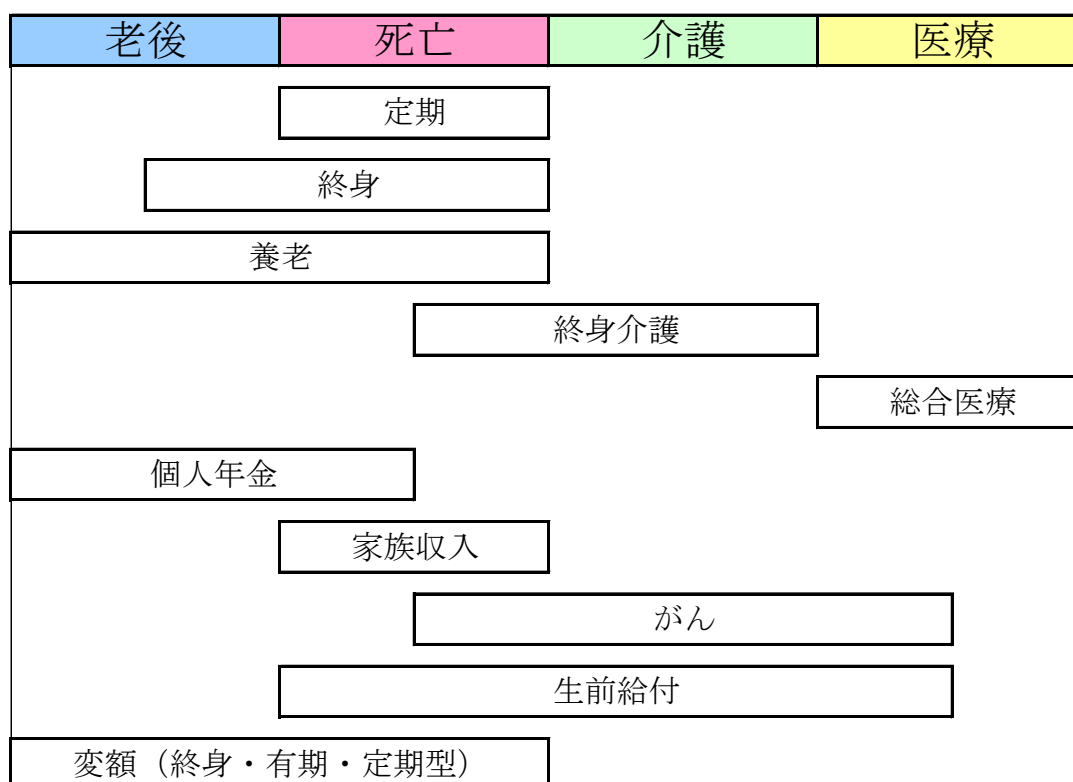 老後 死亡 介護 医療
定期
終身
養老
終身介護
総合医療
個人年金
家族収入
がん
生前給付
変額（終身・有期・定期型）